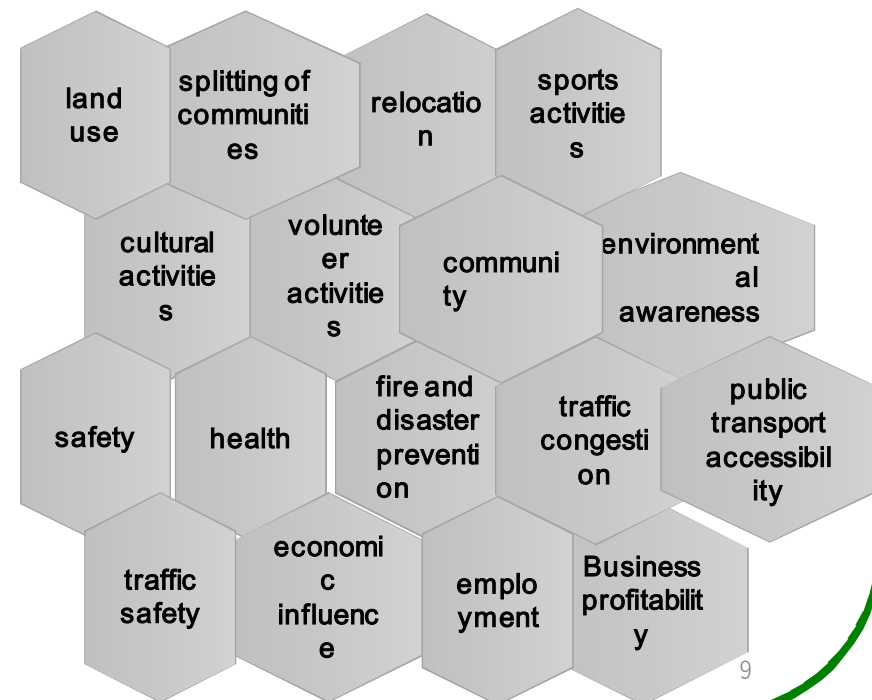 land
use
splitting of
communiti
es
relocatio
n
sports
activitie
s
cultural
activitie
s
volunte
er
activitie
s
communi
ty
environment
al
awareness
safety
health
fire and
disaster
preventi
on
traffic
congesti
on
public
transport
accessibil
ity
traffic
safety
economi
c
influenc
e
emplo
yment
Business
profitabilit
y
9